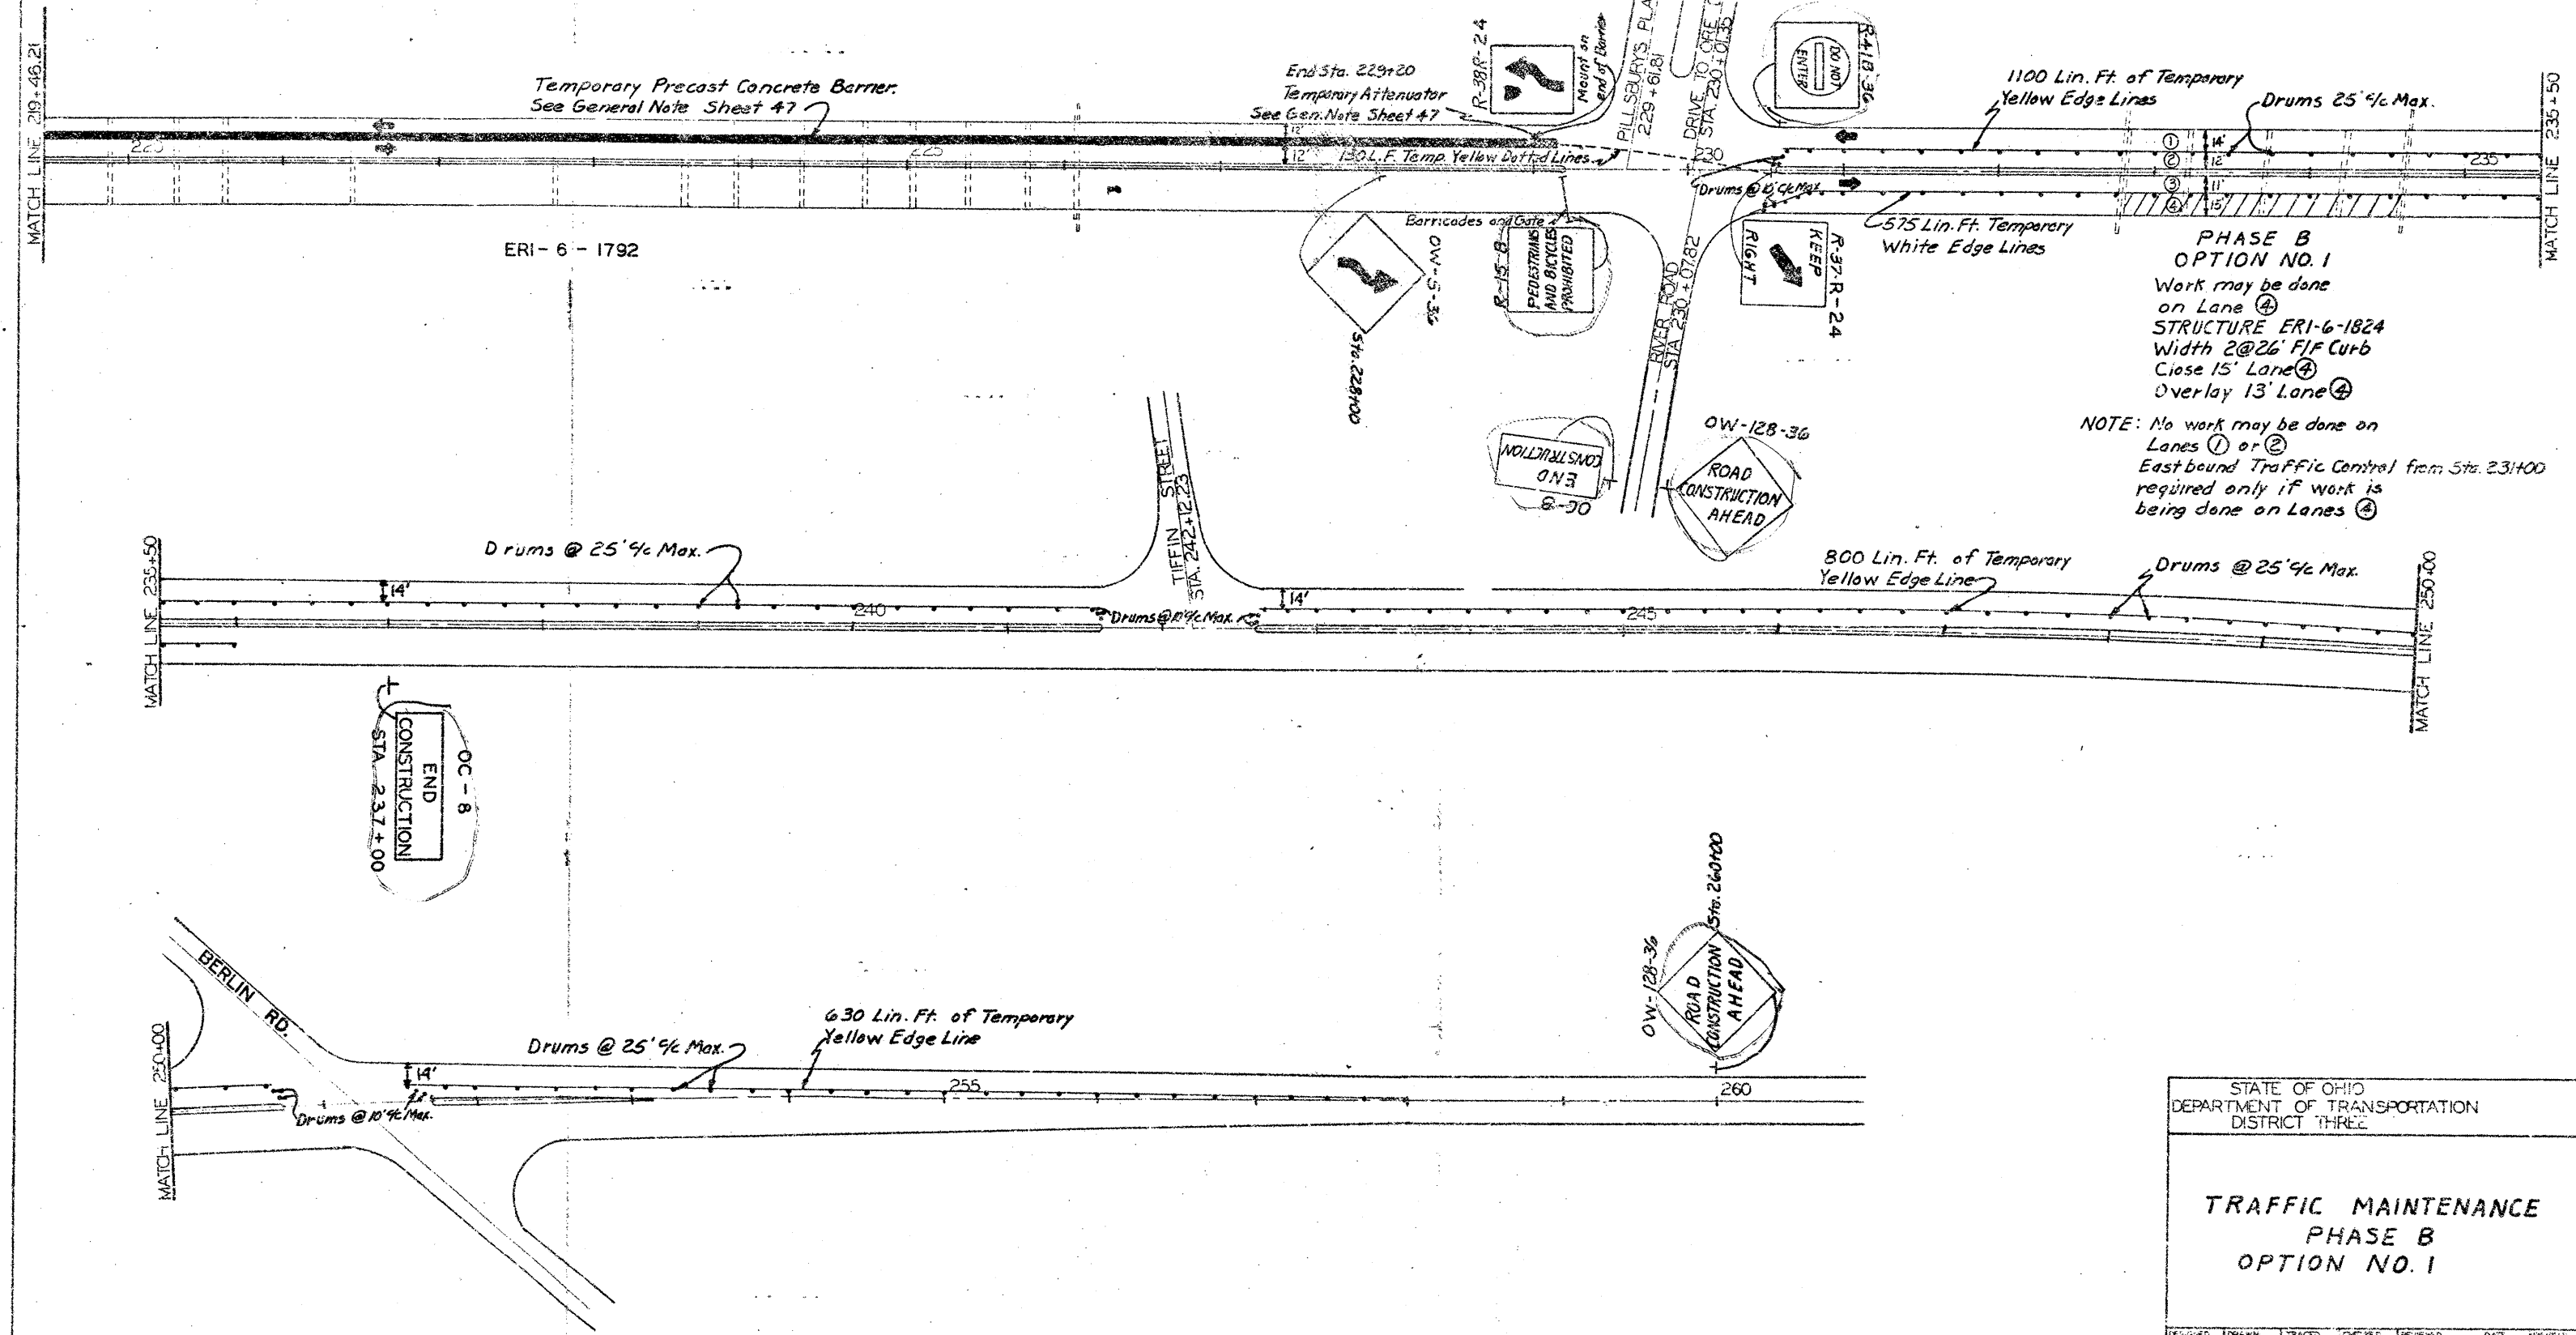 MATCH LINE 219+46.21
Temporary Precast Concrete Barrier.
See General Note Sheet 47
220
225
ERI-6-1792
End Sta. 229+20
Temporary Attenuator
See Gen. Note Sheet 47
R-38R-24
Mount on
end of Barrier
12'
12'
130 L.F. Temp. Yellow Dotted Lines
PILLSBURY'S PLA
229+61.81
DRIVE TO ORE
STA. 230+01.35
DO NOT
ENTER
R-41B-36
1100 Lin. Ft. of Temporary
Yellow Edge Lines
Drums 25' c/c Max.
230
235
① 14'
② 12'
③ 11'
④ 15'
MATCH LINE 235+50
Drums @ 10' c/c Max.
Barricades and Gate
OW-5-36
Sta. 228+00
R-15-B
PEDESTRIANS
AND BICYCLES
PROHIBITED
RIVER ROAD
STA 230+07.82
KEEP
RIGHT
R-37-R-24
575 Lin. Ft. Temporary
White Edge Lines
PHASE B
OPTION NO. 1
Work may be done
on Lane ④
STRUCTURE ERI-6-1824
Width 2@26' F/F Curb
Close 15' Lane ④
Overlay 13' Lane ④
NOTE: No work may be done on
Lanes ① or ②
Eastbound Traffic Control from Sta. 231+00
required only if work is
being done on Lanes ④
END
CONSTRUCTION
OC-8
OW-128-36
ROAD
CONSTRUCTION
AHEAD
MATCH LINE 235+50
Drums @ 25' c/c Max.
14'
240
TIFFIN STREET
STA. 242+12.23
Drums @ 10' c/c Max.
14'
245
800 Lin. Ft. of Temporary
Yellow Edge Line
Drums @ 25' c/c Max.
MATCH LINE 250+00
OC-8
END
CONSTRUCTION
STA 237+00
BERLIN RD.
MATCH LINE 250+00
Drums @ 10' c/c Max.
14'
Drums @ 25' c/c Max.
630 Lin. Ft. of Temporary
Yellow Edge Line
255
OW-128-36
ROAD
CONSTRUCTION
AHEAD
Sta. 260+00
260
STATE OF OHIO
DEPARTMENT OF TRANSPORTATION
DISTRICT THREE
TRAFFIC MAINTENANCE
PHASE B
OPTION NO. 1